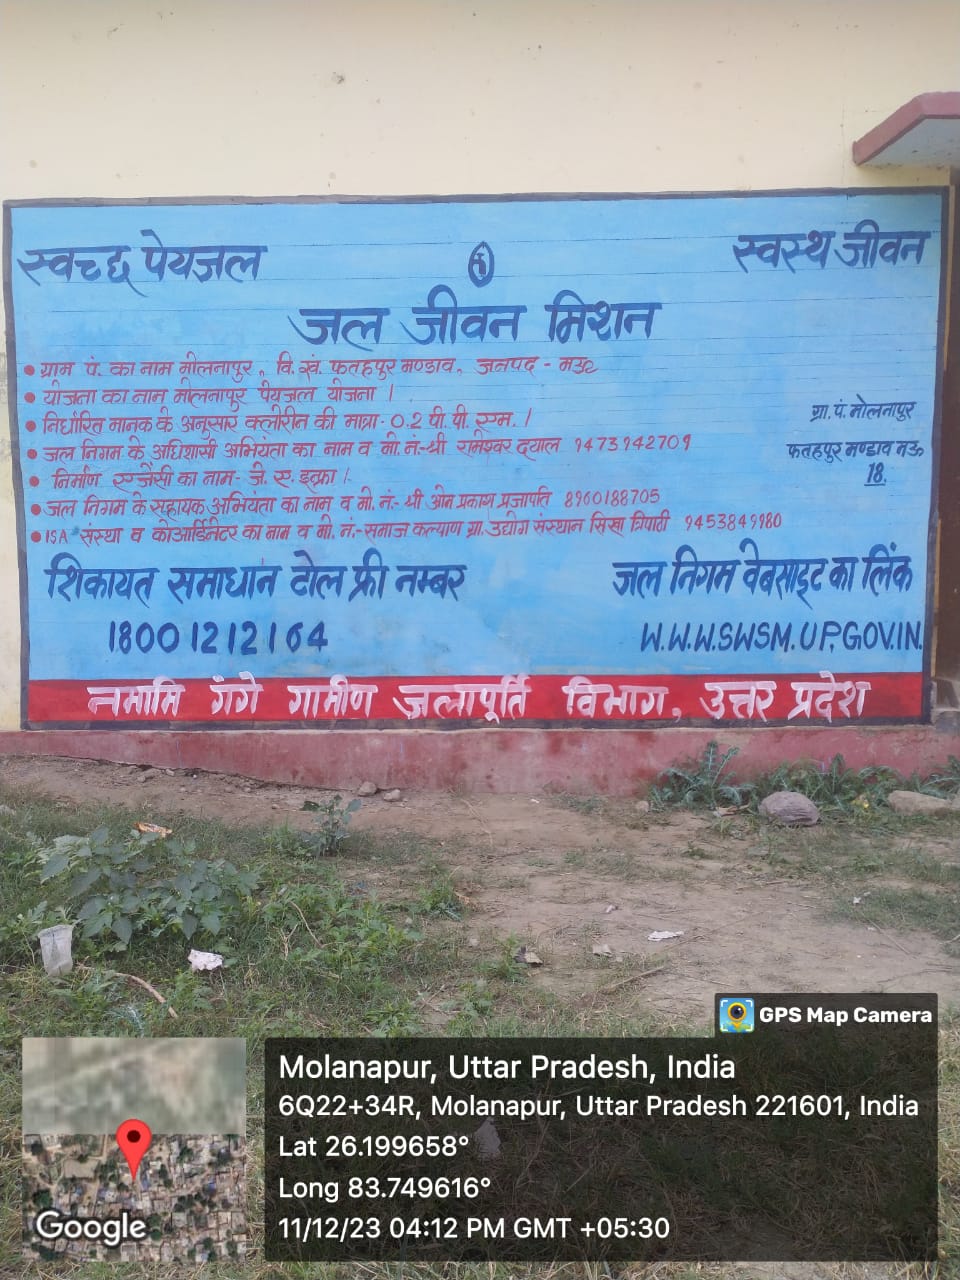 स्वच्छ पेयजल
स्वस्थ जीवन
जल जीवन मिशन
• ग्राम पं. का नाम मोलनापुर, वि. खं. फतहपुर मण्डाव, जनपद - मऊ
• योजना का नाम मोलनापुर पेयजल योजना ।
• निर्धारित मानक के अनुसार क्लोरीन की मात्रा - 0.2 पी. पी. एम. ।
• जल निगम के अधिशासी अभियंता का नाम व मो. नं.- श्री रामेश्वर दयाल 9473942709
• निर्माण एजेंसी का नाम - जी. ए. इन्फ्रा ।
• जल निगम के सहायक अभियंता का नाम व मो. नं.- श्री ओम प्रकाश प्रजापति 8960188705
• ISA संस्था व कोआर्डिनेटर का नाम व मो. नं.- समाज कल्याण ग्रा. उद्योग संस्थान सिखा त्रिपाठी 9453849980
ग्रा. पं. मोलनापुर
फतहपुर मण्डाव मऊ
18.
शिकायत समाधान टोल फ्री नम्बर
18001212164
जल निगम वेबसाइट का लिंक
W.W.W.SWSM.UP.GOV.IN.
नमामि गंगे गामीण जलापूर्ति विभाग, उत्तर प्रदेश
GPS Map Camera
Molanapur, Uttar Pradesh, India
6Q22+34R, Molanapur, Uttar Pradesh 221601, India
Lat 26.199658°
Long 83.749616°
11/12/23 04:12 PM GMT +05:30
Google